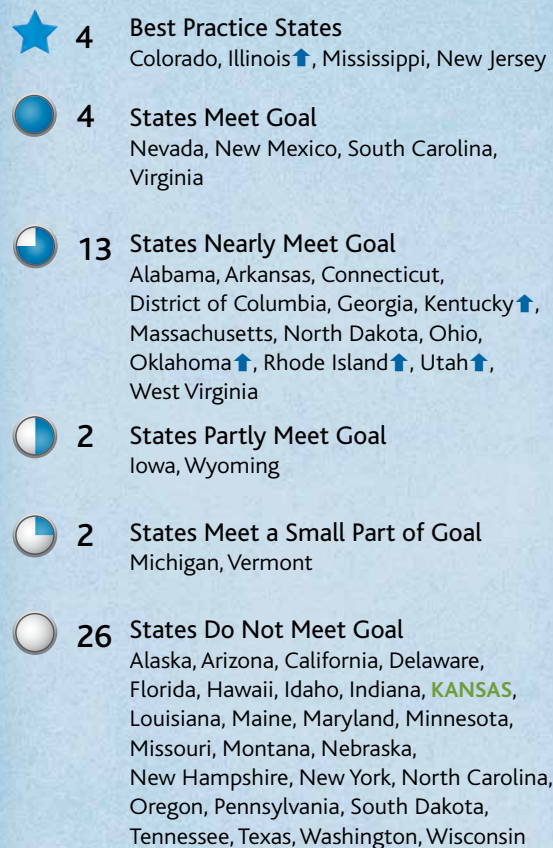 4 Best Practice States
Colorado, Illinois⬆, Mississippi, New Jersey
4 States Meet Goal
Nevada, New Mexico, South Carolina,
Virginia
13 States Nearly Meet Goal
Alabama, Arkansas, Connecticut,
District of Columbia, Georgia, Kentucky⬆,
Massachusetts, North Dakota, Ohio,
Oklahoma⬆, Rhode Island⬆, Utah⬆,
West Virginia
2 States Partly Meet Goal
Iowa, Wyoming
2 States Meet a Small Part of Goal
Michigan, Vermont
26 States Do Not Meet Goal
Alaska, Arizona, California, Delaware,
Florida, Hawaii, Idaho, Indiana, KANSAS,
Louisiana, Maine, Maryland, Minnesota,
Missouri, Montana, Nebraska,
New Hampshire, New York, North Carolina,
Oregon, Pennsylvania, South Dakota,
Tennessee, Texas, Washington, Wisconsin